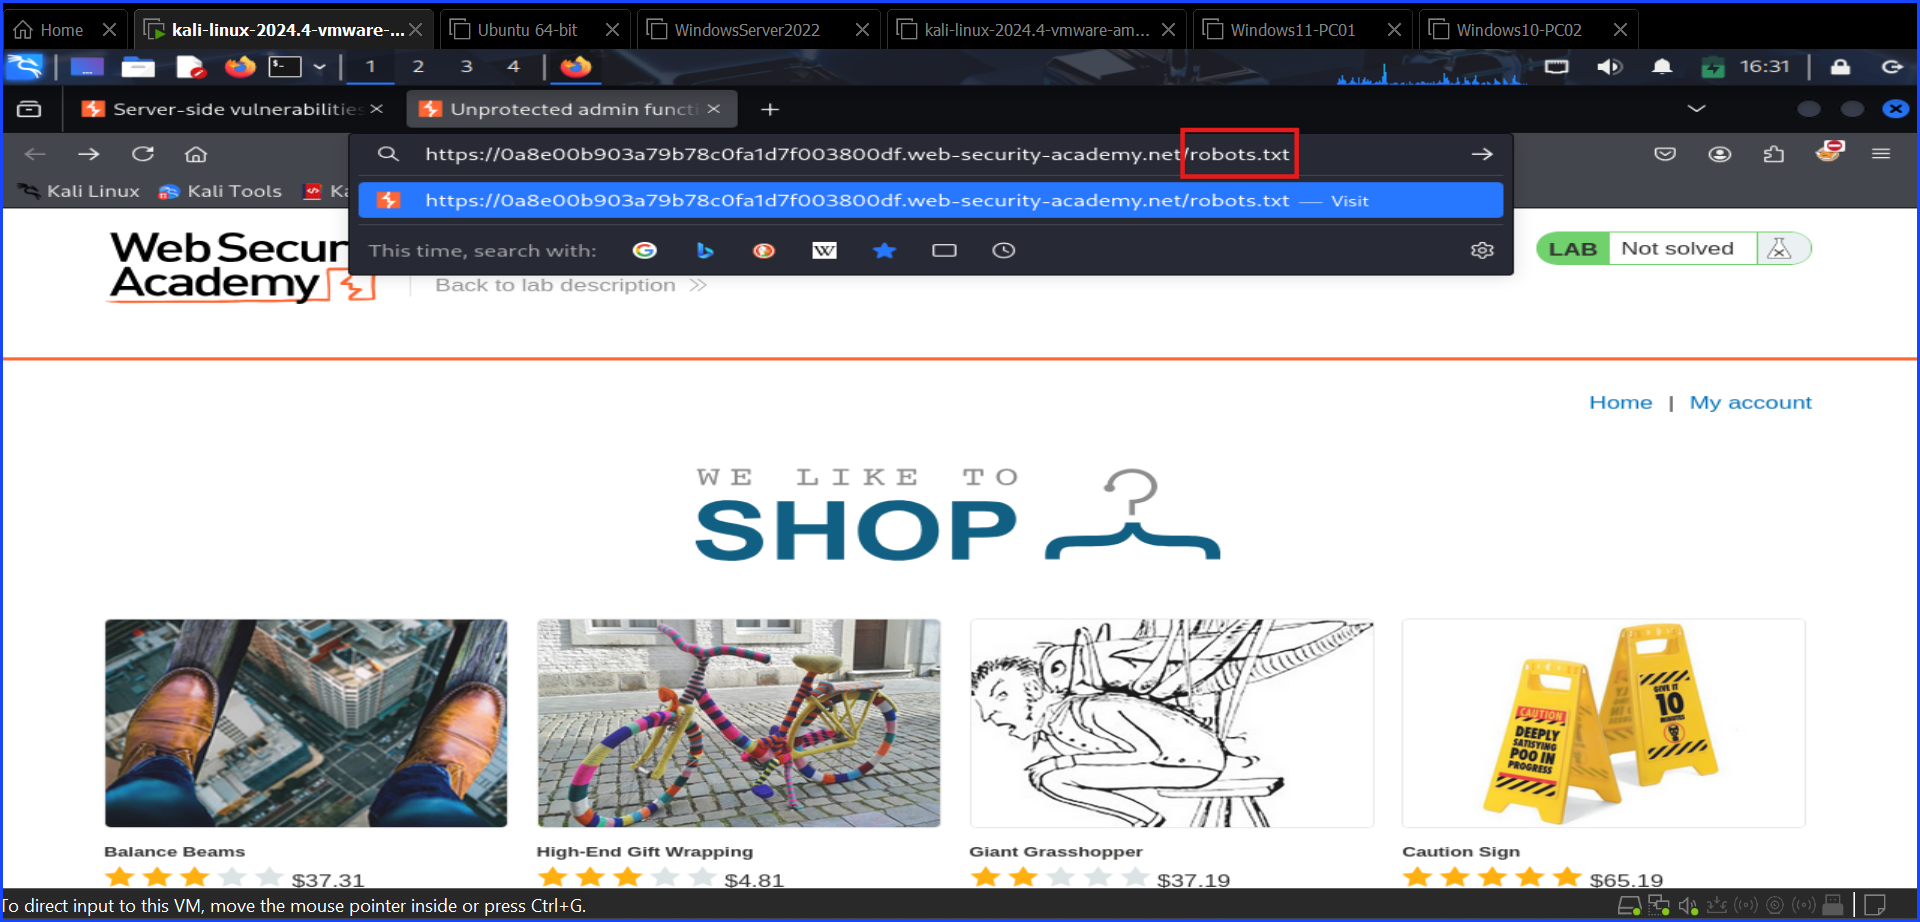 Home
kali-linux-2024.4-vmware-...
Ubuntu 64-bit
WindowsServer2022
kali-linux-2024.4-vmware-am...
Windows11-PC01
Windows10-PC02
1 2 3 4
16:31
Server-side vulnerabilities
Unprotected admin functi
https://0a8e00b903a79b78c0fa1d7f003800df.web-security-academy.net/robots.txt
Kali Linux
Kali Tools
Ka
https://0a8e00b903a79b78c0fa1d7f003800df.web-security-academy.net/robots.txt — Visit
This time, search with:
Web Secur
Academy
Back to lab description
LAB Not solved
Home | My account
WE LIKE TO
SHOP
CAUTION
DEEPLY
SATISFYING
POO IN
PROGRESS
GIVE IT
10
MINUTES
Balance Beams
$37.31
High-End Gift Wrapping
$4.81
Giant Grasshopper
$37.19
Caution Sign
$65.19
To direct input to this VM, move the mouse pointer inside or press Ctrl+G.